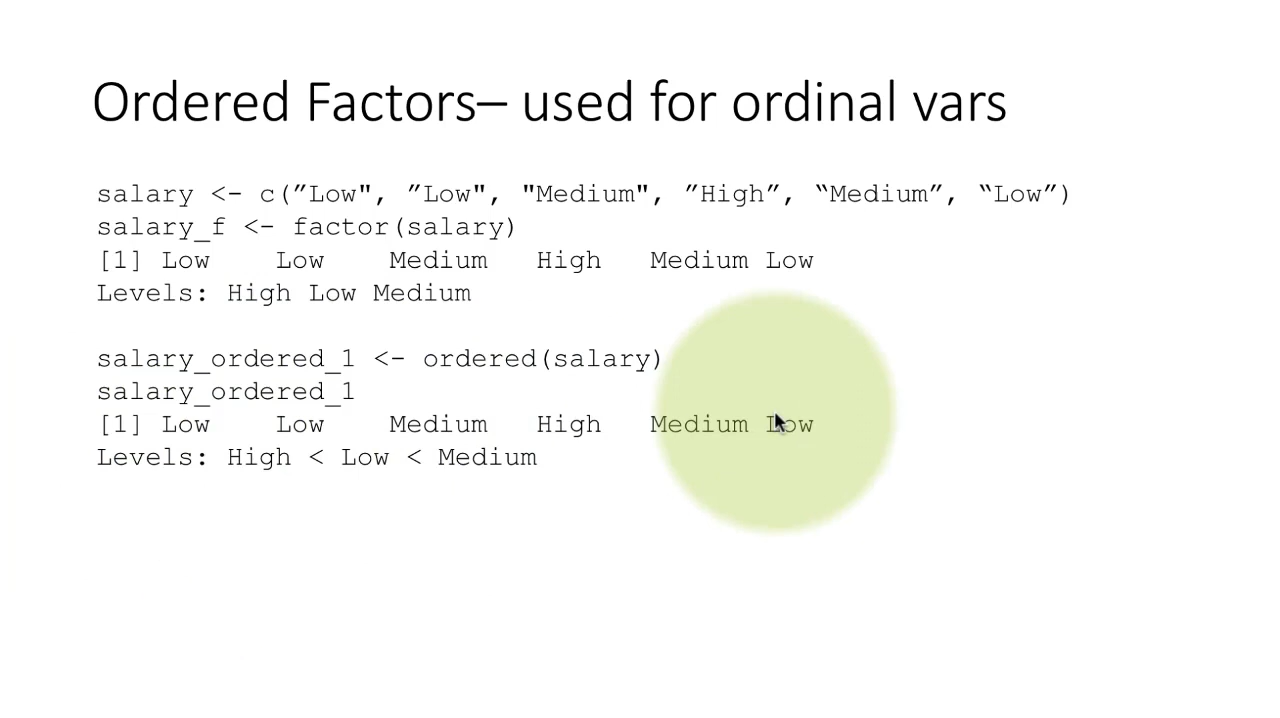 Ordered Factors– used for ordinal vars
salary <- c(”Low", ”Low", "Medium", ”High”, “Medium”, “Low”)
salary_f <- factor(salary)
[1] Low    Low    Medium   High   Medium Low
Levels: High Low Medium
salary_ordered_1 <- ordered(salary)
salary_ordered_1
[1] Low    Low    Medium   High   Medium Low
Levels: High < Low < Medium